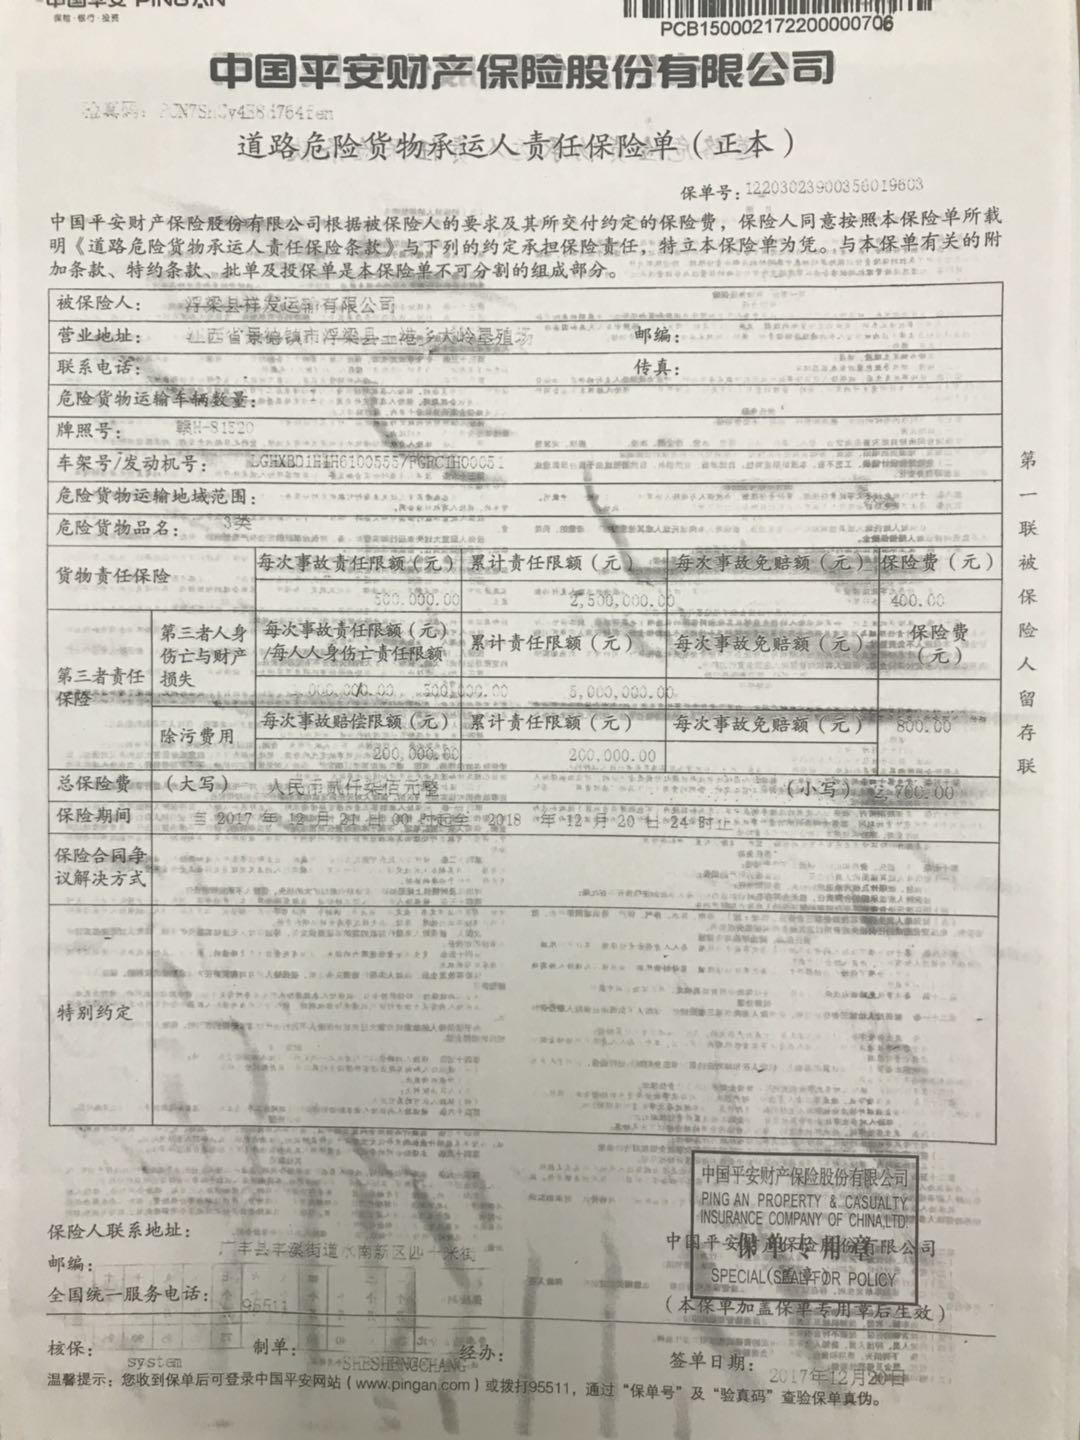 中国平安 PING AN
保险·银行·投资
PCB150002172200000706
中国平安财产保险股份有限公司
验真码：
道路危险货物承运人责任保险单（正本）
保单号：12203023900356019603
中国平安财产保险股份有限公司根据被保险人的要求及其所交付约定的保险费，保险人同意按照本保险单所载
明《道路危险货物承运人责任保险条款》与下列的约定承担保险责任，特立本保险单为凭。与本保单有关的附
加条款、特约条款、批单及投保单是本保险单不可分割的组成部分。
被保险人： 浮梁县祥发运输有限公司
营业地址： 江西省景德镇市浮梁县三港乡大岭垦殖场 邮编：
联系电话： 传真：
危险货物运输车辆数量：
牌照号： 赣H-81520
车架号/发动机号：
危险货物运输地域范围：
危险货物品名： 3类
货物责任保险 每次事故责任限额（元） 累计责任限额（元） 每次事故免赔额（元） 保险费（元）
500,000.00 2,500,000.00 400.00
第三者责任保险 第三者人身伤亡与财产损失 每次事故责任限额（元）/每人人身伤亡责任限额 累计责任限额（元） 每次事故免赔额（元） 保险费（元）
1,000,000.00 300,000.00 5,000,000.00
除污费用 每次事故赔偿限额（元） 累计责任限额（元） 每次事故免赔额（元） 800.00
200,000.00 200,000.00
总保险费 （大写） 人民币贰仟柒佰元整 （小写） 2,700.00
保险期间 自 2017 年 12 月 21 日 00 时起至 2018 年 12 月 20 日 24 时止
保险合同争议解决方式
特别约定
第一联被保险人留存联
中国平安财产保险股份有限公司
PING AN PROPERTY & CASUALTY
INSURANCE COMPANY OF CHINA,LTD.
保单专用章
SPECIAL SEAL FOR POLICY
保险人联系地址： 广丰县丰溪街道水南新区四十米街
中国平安财产保险股份有限公司
邮编：
（盖章）
全国统一服务电话： 95511
（本保单加盖保单专用章后生效）
核保： system 制单： SHESHENGCHANG 经办： 签单日期： 2017年12月20日
温馨提示：您收到保单后可登录中国平安网站（www.pingan.com）或拨打95511，通过“保单号”及“验真码”查验保单真伪。